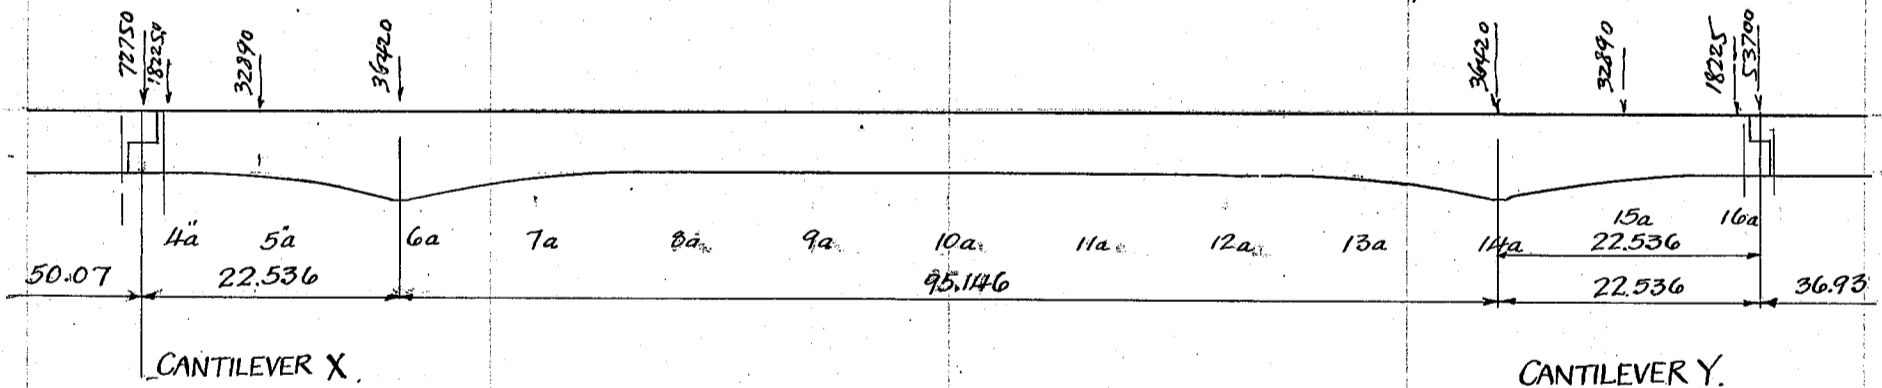 72750 18225 32890 36420 36420 32890 18225 53700
15a 16a
4a 5a 6a 7a 8a 9a 10a 11a 12a 13a 14a 22.536
50.07 22.536 95.146 22.536 36.93
CANTILEVER X. CANTILEVER Y.